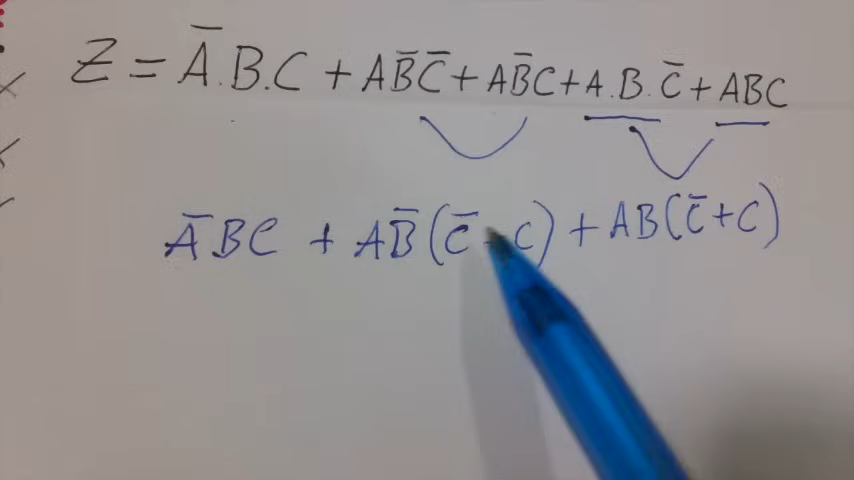 Z = A̅.B.C + AB̅C̅ + AB̅C + A.B.C̅ + ABC
A̅BC + AB̅(C̅+C) + AB(C̅+C)